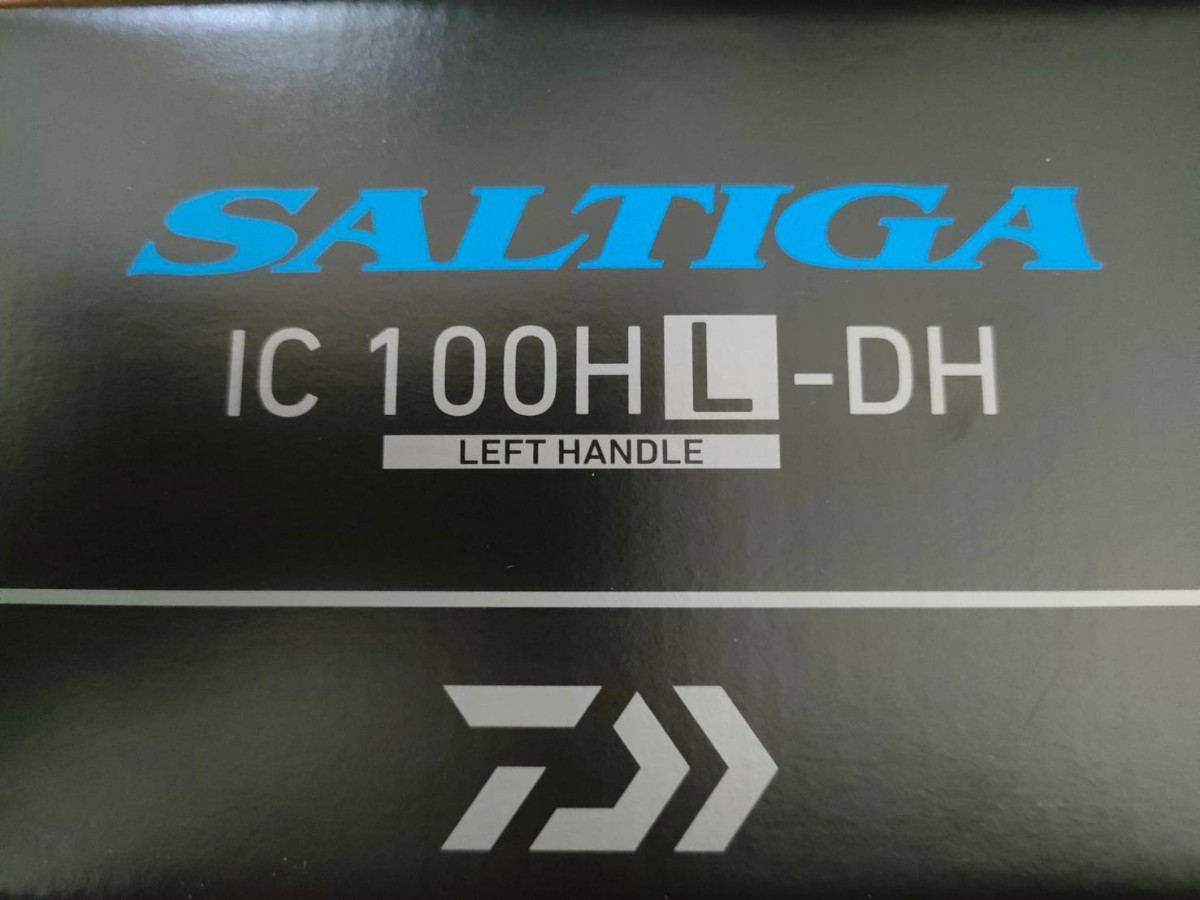 SALTIGA
IC 100HL-DH
LEFT HANDLE